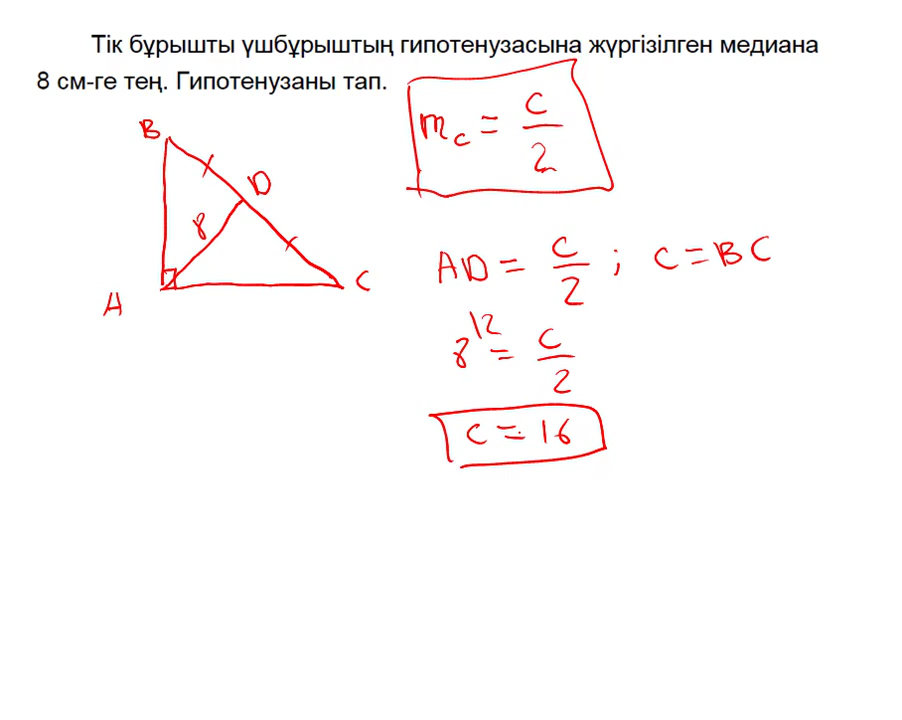 Тік бұрышты үшбұрыштың гипотенузасына жүргізілген медиана
8 см-ге тең. Гипотенузаны тап.
m_c = c/2
B
D
8
A
C
AD = c/2 ; c = BC
8^{\2} = c/2
c = 16